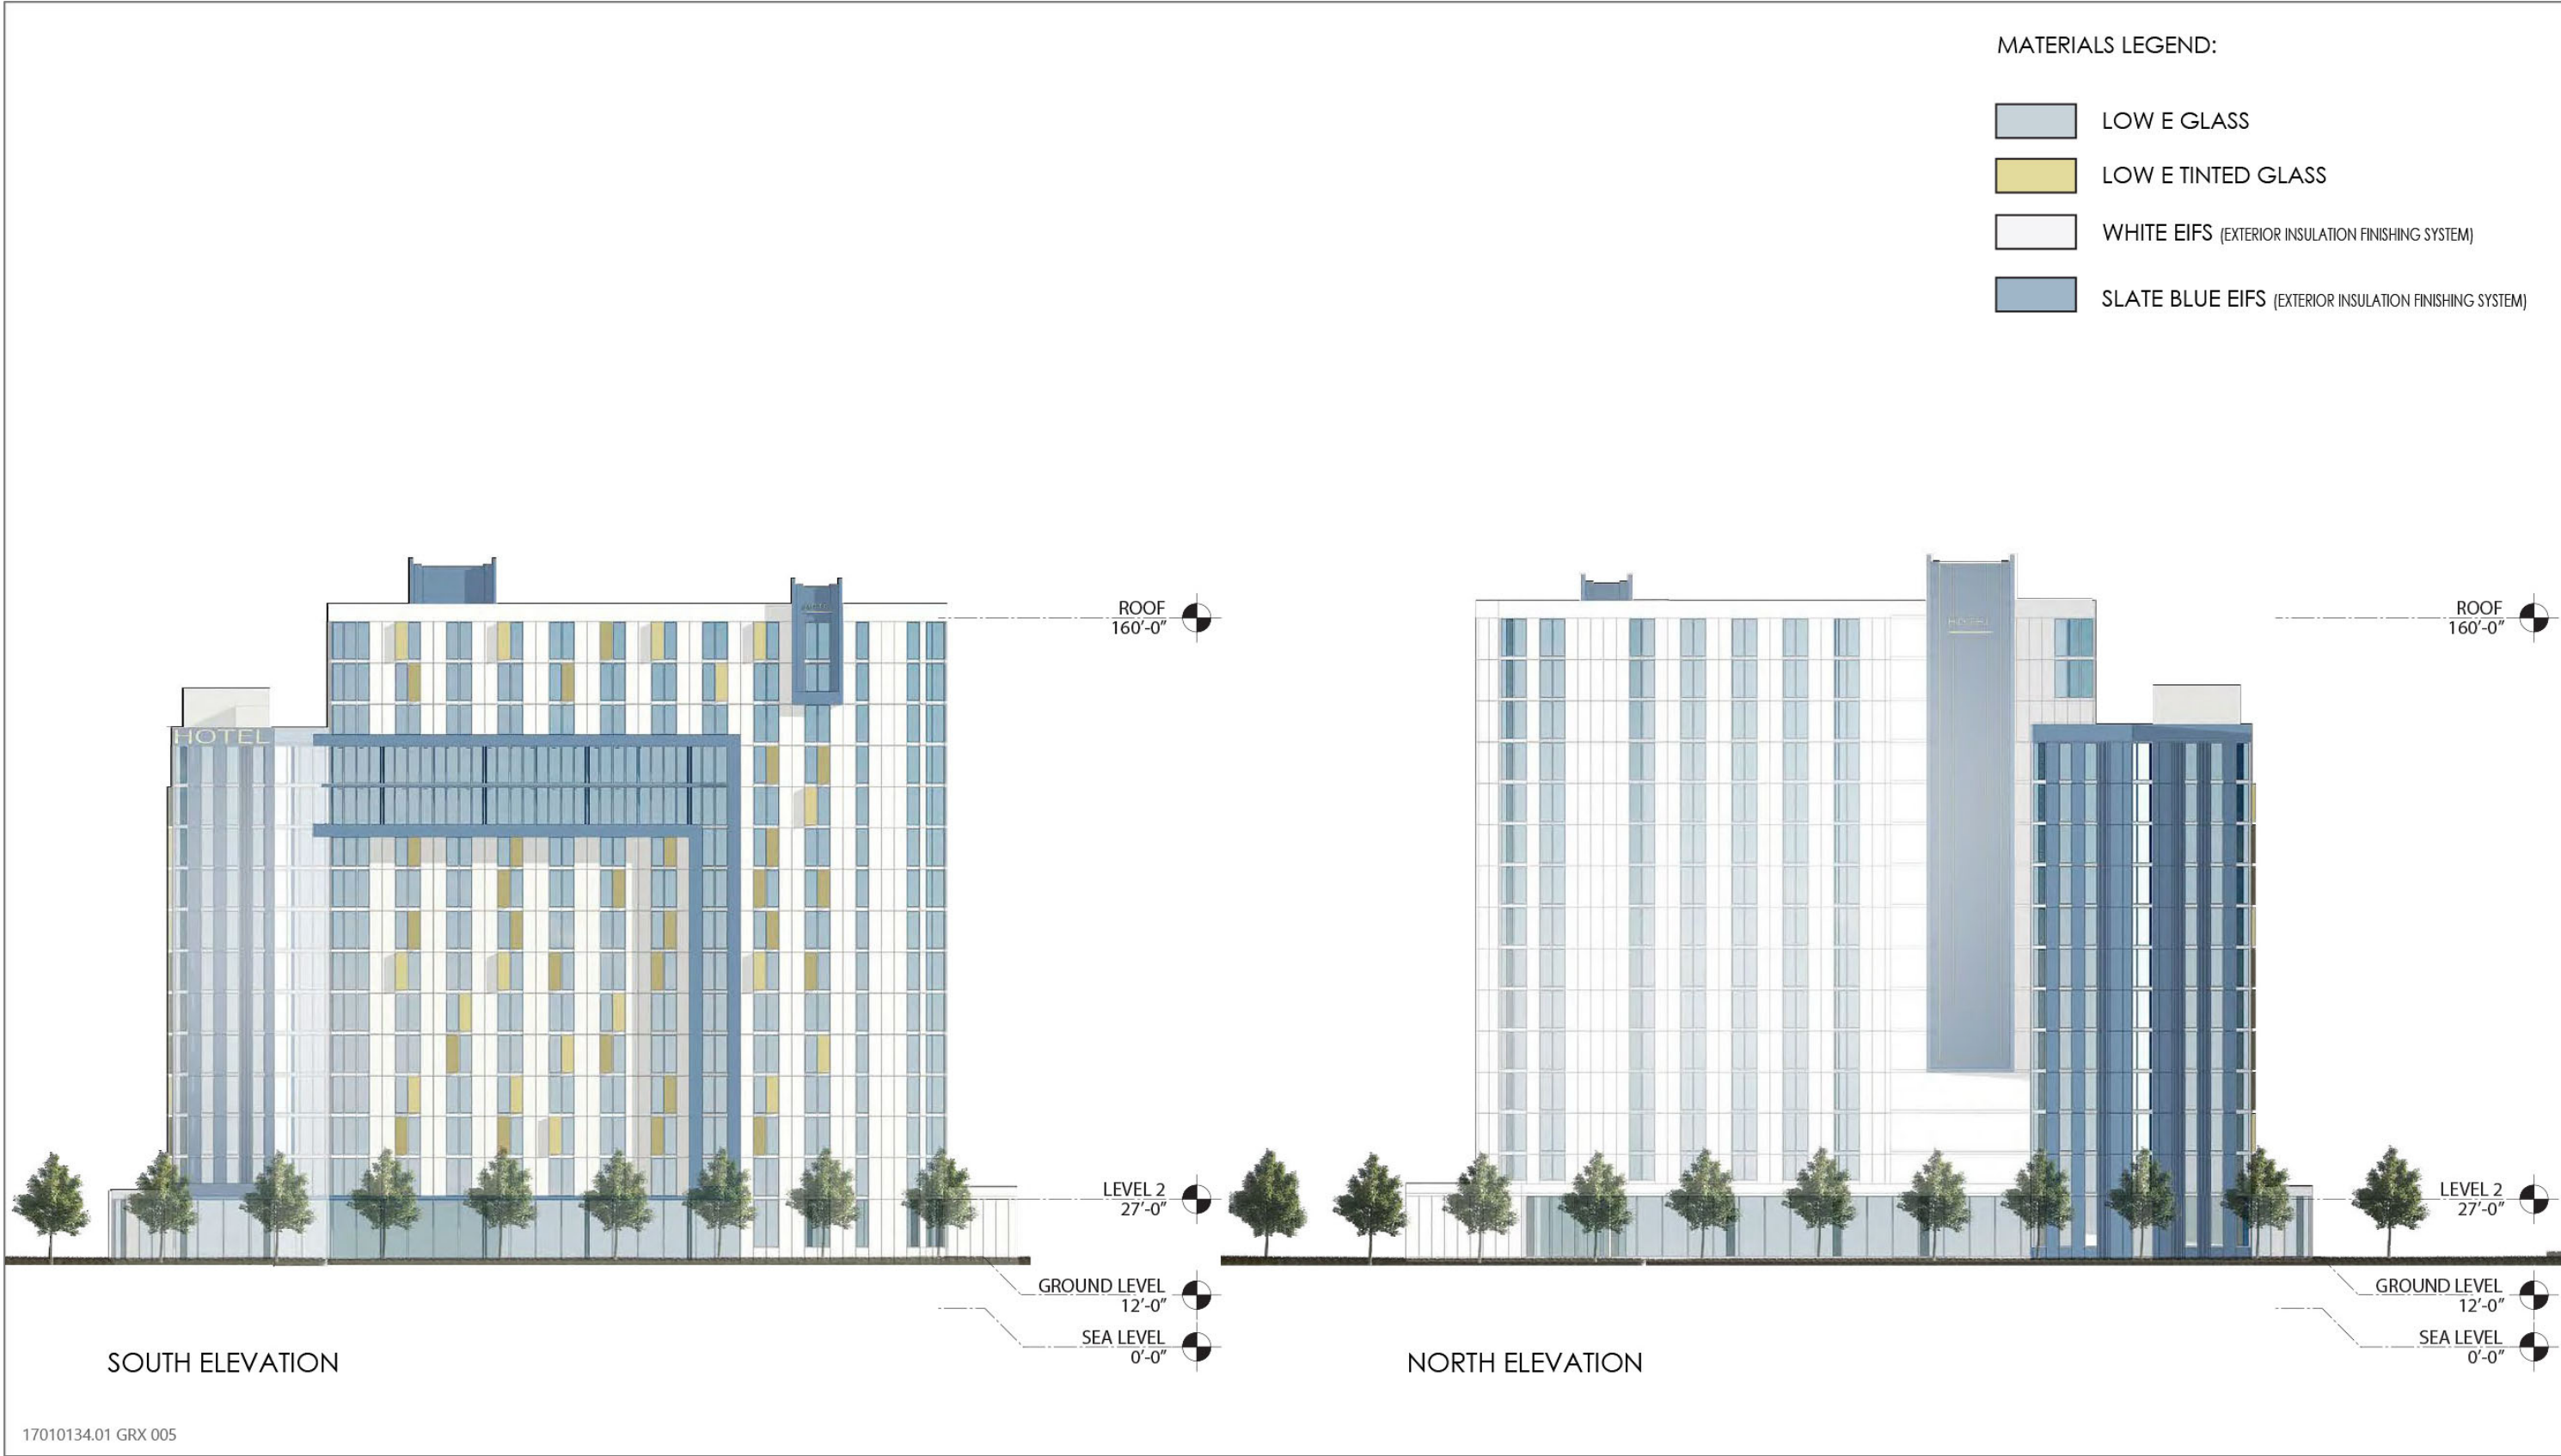 MATERIALS LEGEND:
LOW E GLASS
LOW E TINTED GLASS
WHITE EIFS (EXTERIOR INSULATION FINISHING SYSTEM)
SLATE BLUE EIFS (EXTERIOR INSULATION FINISHING SYSTEM)
HOTEL
ROOF
160'-0"
LEVEL 2
27'-0"
GROUND LEVEL
12'-0"
SEA LEVEL
0'-0"
SOUTH ELEVATION
HOTEL
ROOF
160'-0"
LEVEL 2
27'-0"
GROUND LEVEL
12'-0"
SEA LEVEL
0'-0"
NORTH ELEVATION
17010134.01 GRX 005